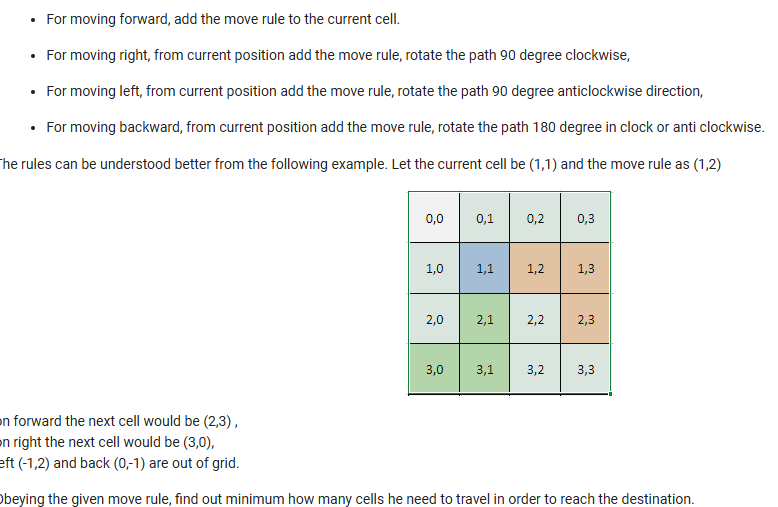 • For moving forward, add the move rule to the current cell.
• For moving right, from current position add the move rule, rotate the path 90 degree clockwise,
• For moving left, from current position add the move rule, rotate the path 90 degree anticlockwise direction,
• For moving backward, from current position add the move rule, rotate the path 180 degree in clock or anti clockwise.
The rules can be understood better from the following example. Let the current cell be (1,1) and the move rule as (1,2)
0,0 0,1 0,2 0,3
1,0 1,1 1,2 1,3
2,0 2,1 2,2 2,3
3,0 3,1 3,2 3,3
on forward the next cell would be (2,3) ,
on right the next cell would be (3,0),
eft (-1,2) and back (0,-1) are out of grid.
Obeying the given move rule, find out minimum how many cells he need to travel in order to reach the destination.